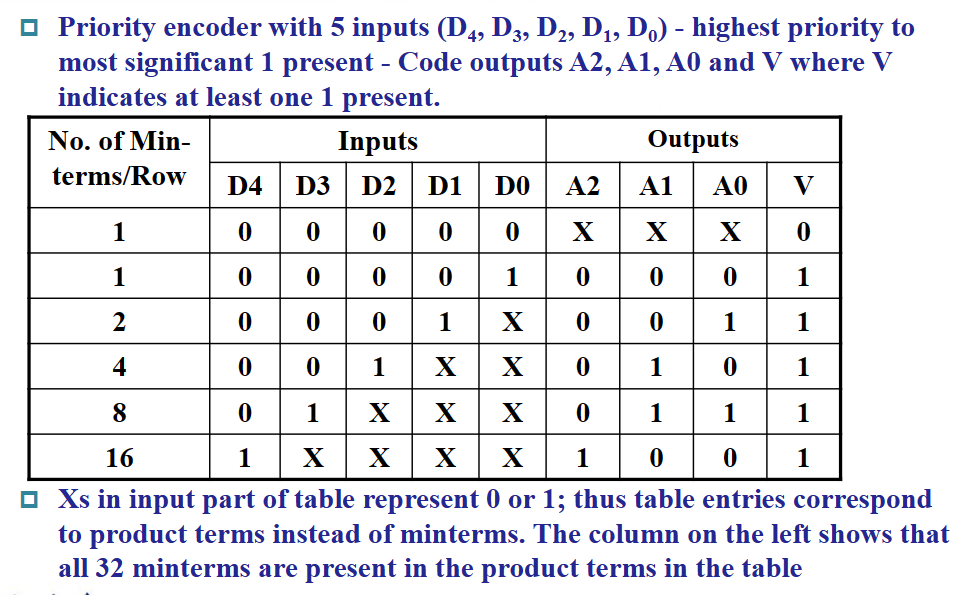 Priority encoder with 5 inputs (D₄, D₃, D₂, D₁, D₀) - highest priority to
most significant 1 present - Code outputs A2, A1, A0 and V where V
indicates at least one 1 present.
No. of Min-
terms/Row
Inputs Outputs
D4 D3 D2 D1 D0 A2 A1 A0 V
1 0 0 0 0 0 X X X 0
1 0 0 0 0 1 0 0 0 1
2 0 0 0 1 X 0 0 1 1
4 0 0 1 X X 0 1 0 1
8 0 1 X X X 0 1 1 1
16 1 X X X X 1 0 0 1
Xs in input part of table represent 0 or 1; thus table entries correspond
to product terms instead of minterms. The column on the left shows that
all 32 minterms are present in the product terms in the table